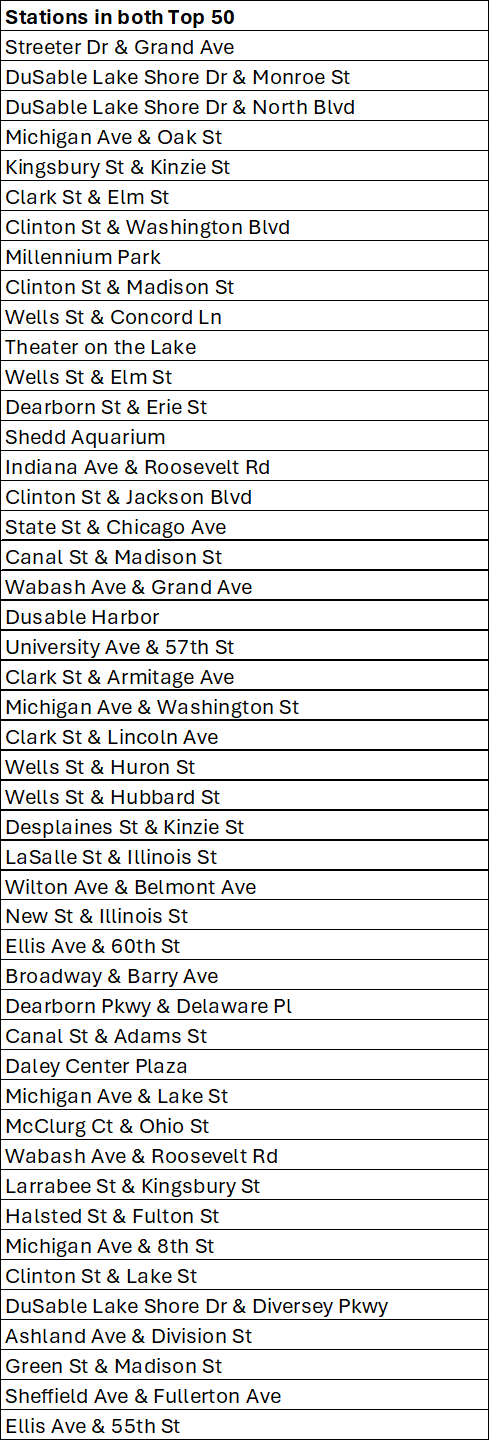 Stations in both Top 50
Streeter Dr & Grand Ave
DuSable Lake Shore Dr & Monroe St
DuSable Lake Shore Dr & North Blvd
Michigan Ave & Oak St
Kingsbury St & Kinzie St
Clark St & Elm St
Clinton St & Washington Blvd
Millennium Park
Clinton St & Madison St
Wells St & Concord Ln
Theater on the Lake
Wells St & Elm St
Dearborn St & Erie St
Shedd Aquarium
Indiana Ave & Roosevelt Rd
Clinton St & Jackson Blvd
State St & Chicago Ave
Canal St & Madison St
Wabash Ave & Grand Ave
Dusable Harbor
University Ave & 57th St
Clark St & Armitage Ave
Michigan Ave & Washington St
Clark St & Lincoln Ave
Wells St & Huron St
Wells St & Hubbard St
Desplaines St & Kinzie St
LaSalle St & Illinois St
Wilton Ave & Belmont Ave
New St & Illinois St
Ellis Ave & 60th St
Broadway & Barry Ave
Dearborn Pkwy & Delaware Pl
Canal St & Adams St
Daley Center Plaza
Michigan Ave & Lake St
McClurg Ct & Ohio St
Wabash Ave & Roosevelt Rd
Larrabee St & Kingsbury St
Halsted St & Fulton St
Michigan Ave & 8th St
Clinton St & Lake St
DuSable Lake Shore Dr & Diversey Pkwy
Ashland Ave & Division St
Green St & Madison St
Sheffield Ave & Fullerton Ave
Ellis Ave & 55th St